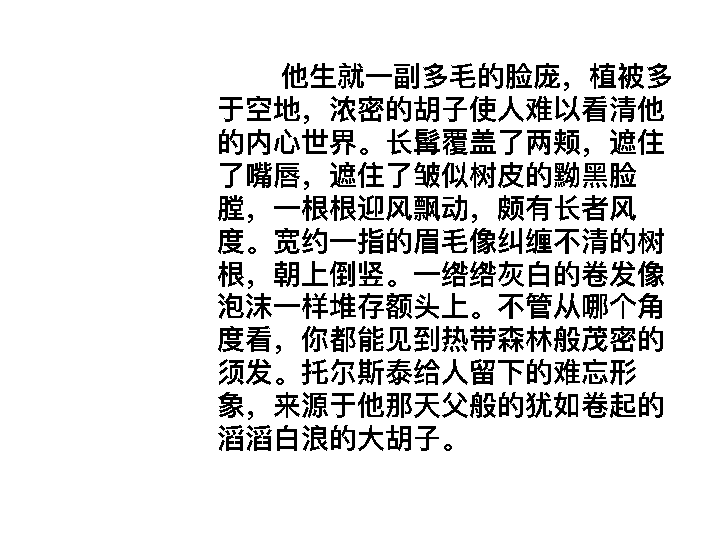 他生就一副多毛的脸庞，植被多
于空地，浓密的胡子使人难以看清他
的内心世界。长髯覆盖了两颊，遮住
了嘴唇，遮住了皱似树皮的黝黑脸
膛，一根根迎风飘动，颇有长者风
度。宽约一指的眉毛像纠缠不清的树
根，朝上倒竖。一绺绺灰白的卷发像
泡沫一样堆存额头上。不管从哪个角
度看，你都能见到热带森林般茂密的
须发。托尔斯泰给人留下的难忘形
象，来源于他那天父般的犹如卷起的
滔滔白浪的大胡子。